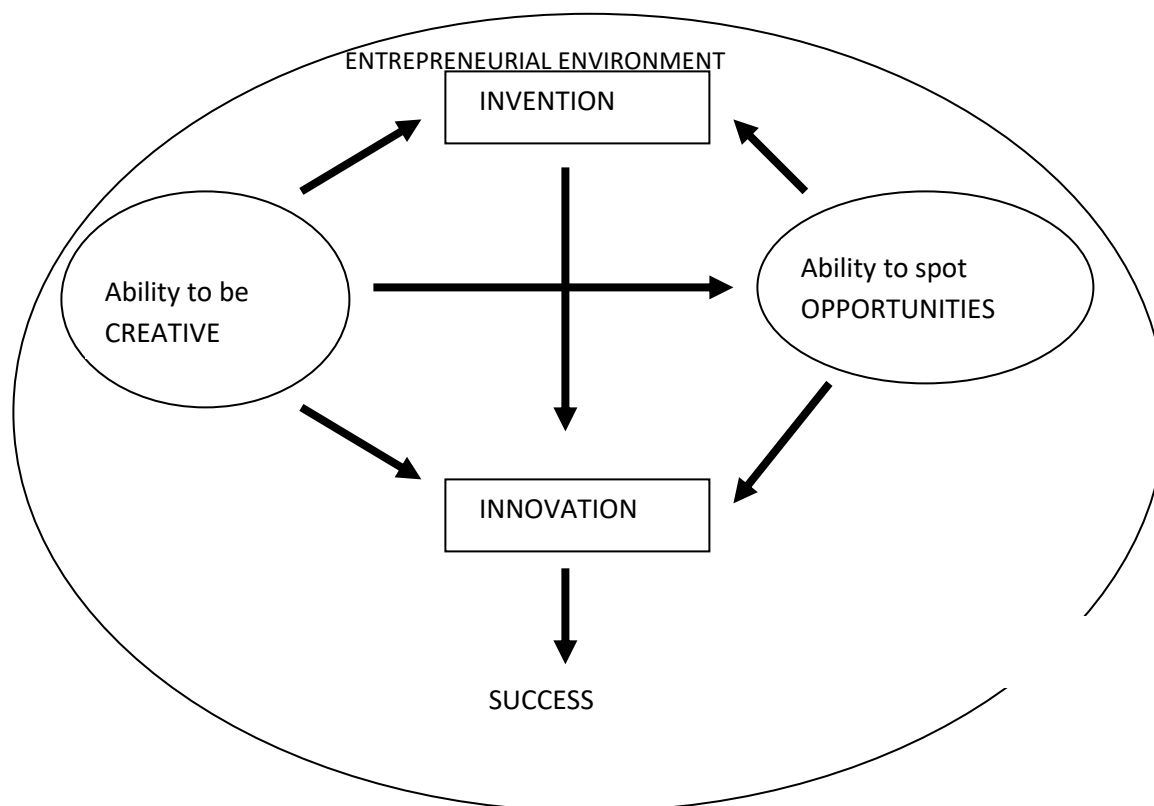 ENTREPRENEURIAL ENVIRONMENT
INVENTION
Ability to be
CREATIVE
Ability to spot
OPPORTUNITIES
INNOVATION
SUCCESS